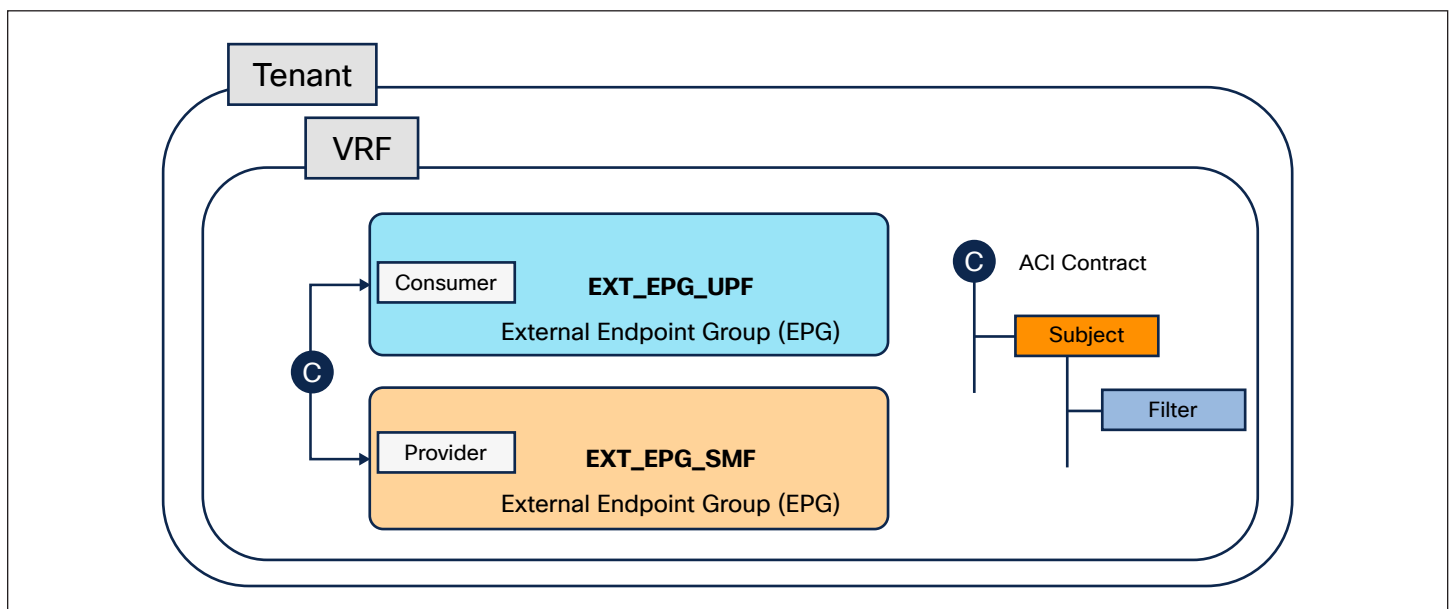 Tenant
VRF
Consumer
EXT_EPG_UPF
External Endpoint Group (EPG)
C
Provider
EXT_EPG_SMF
External Endpoint Group (EPG)
C
ACI Contract
Subject
Filter